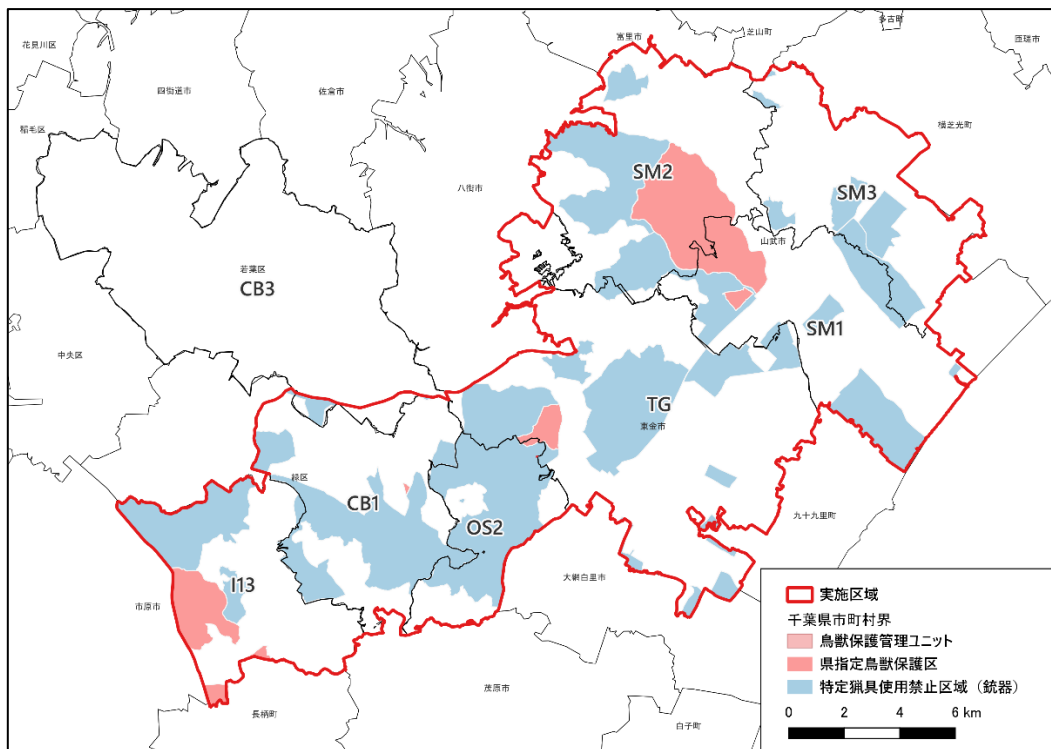 多古町
芝山町
富里市
匝瑳市
花見川区
四街道市
佐倉市
横芝光町
稲毛区
八街市
SM2
SM3
山武市
若葉区
CB3
SM1
中央区
TG
東金市
緑区
CB1
OS2
九十九里町
大網白里市
I13
市原市
茂原市
長柄町
白子町
実施区域
千葉県市町村界
鳥獣保護管理ユニット
県指定鳥獣保護区
特定猟具使用禁止区域（銃器）
0 2 4 6 km